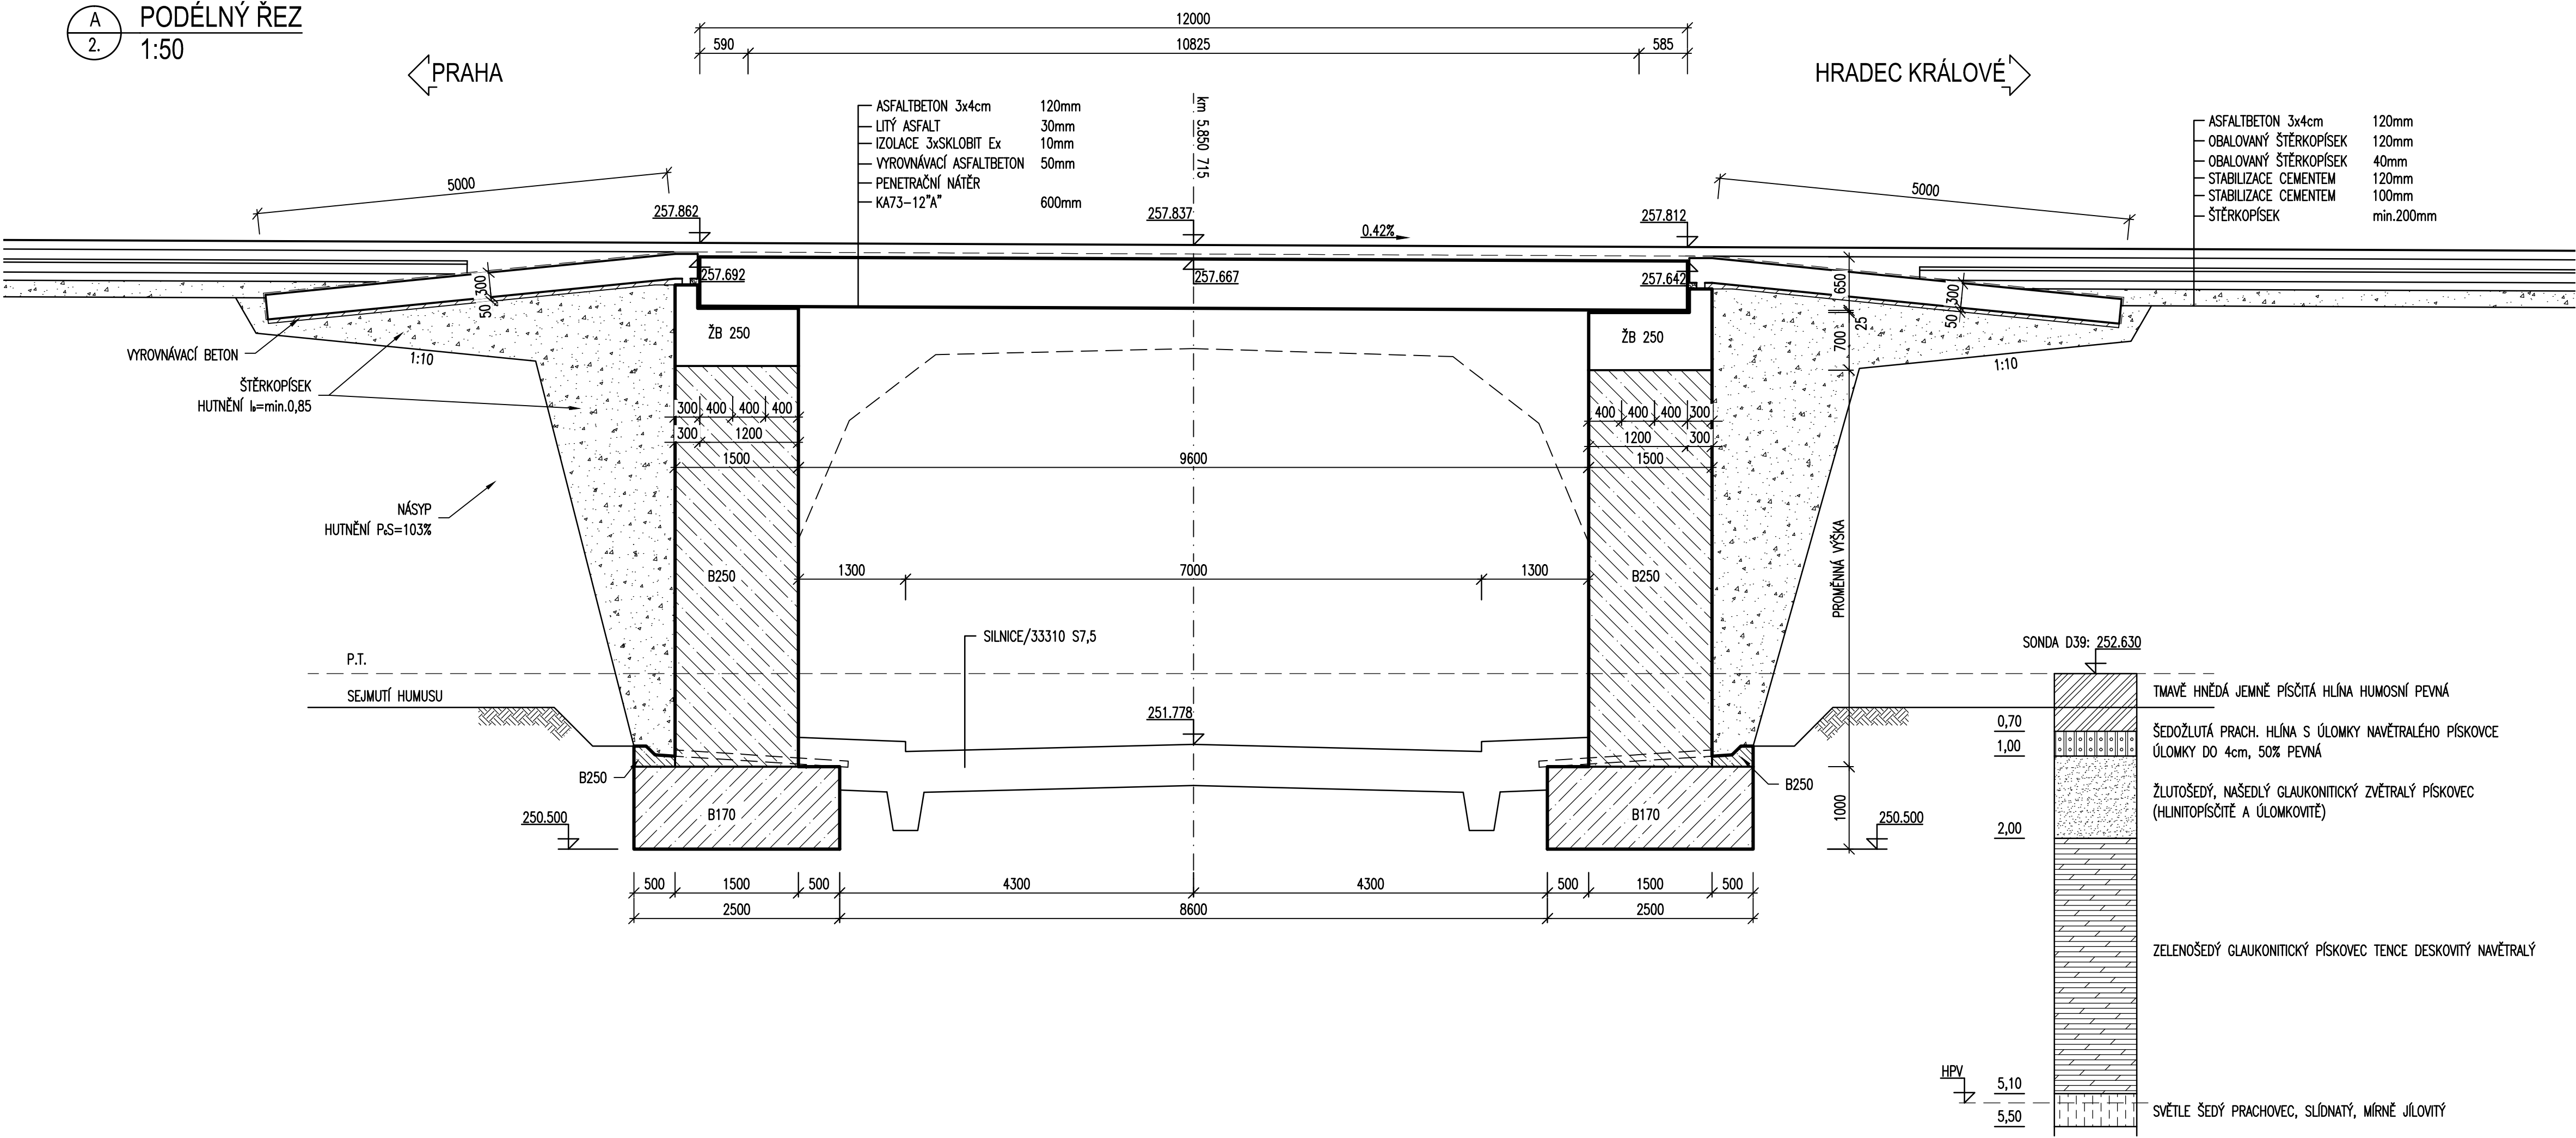 A
2.
PODÉLNÝ ŘEZ
1:50
PRAHA
HRADEC KRÁLOVÉ
12000
590
10825
585
ASFALTBETON 3x4cm 120mm
LITÝ ASFALT 30mm
IZOLACE 3xSKLOBIT Ex 10mm
VYROVNÁVACÍ ASFALTBETON 50mm
PENETRAČNÍ NÁTĚR
KA73-12"A" 600mm
km 5.850 715
ASFALTBETON 3x4cm 120mm
OBALOVANÝ ŠTĚRKOPÍSEK 120mm
OBALOVANÝ ŠTĚRKOPÍSEK 40mm
STABILIZACE CEMENTEM 120mm
STABILIZACE CEMENTEM 100mm
ŠTĚRKOPÍSEK min.200mm
5000
5000
257.862
257.837
257.812
0.42%
257.692
257.667
257.642
300
50
650
300
50
25
700
VYROVNÁVACÍ BETON
1:10
1:10
ŽB 250
ŽB 250
ŠTĚRKOPÍSEK
HUTNĚNÍ Iᴅ=min.0,85
300 400 400 400
400 400 400 300
300 1200
1200 300
1500
9600
1500
NÁSYP
HUTNĚNÍ PcS=103%
PROMĚNNÁ VÝŠKA
B250
1300
7000
1300
B250
SILNICE/33310 S7,5
SONDA D39: 252.630
P.T.
SEJMUTÍ HUMUSU
TMAVĚ HNĚDÁ JEMNĚ PÍSČITÁ HLÍNA HUMOSNÍ PEVNÁ
251.778
0,70
ŠEDOŽLUTÁ PRACH. HLÍNA S ÚLOMKY NAVĚTRALÉHO PÍSKOVCE
1,00
ÚLOMKY DO 4cm, 50% PEVNÁ
B250
B250
ŽLUTOŠEDÝ, NAŠEDLÝ GLAUKONITICKÝ ZVĚTRALÝ PÍSKOVEC
(HLINITOPÍSČITĚ A ÚLOMKOVITĚ)
1000
250.500
B170
B170
250.500
2,00
500 1500 500 4300 4300 500 1500 500
2500
8600
2500
ZELENOŠEDÝ GLAUKONITICKÝ PÍSKOVEC TENCE DESKOVITÝ NAVĚTRALÝ
HPV
5,10
5,50
SVĚTLE ŠEDÝ PRACHOVEC, SLÍDNATÝ, MÍRNĚ JÍLOVITÝ